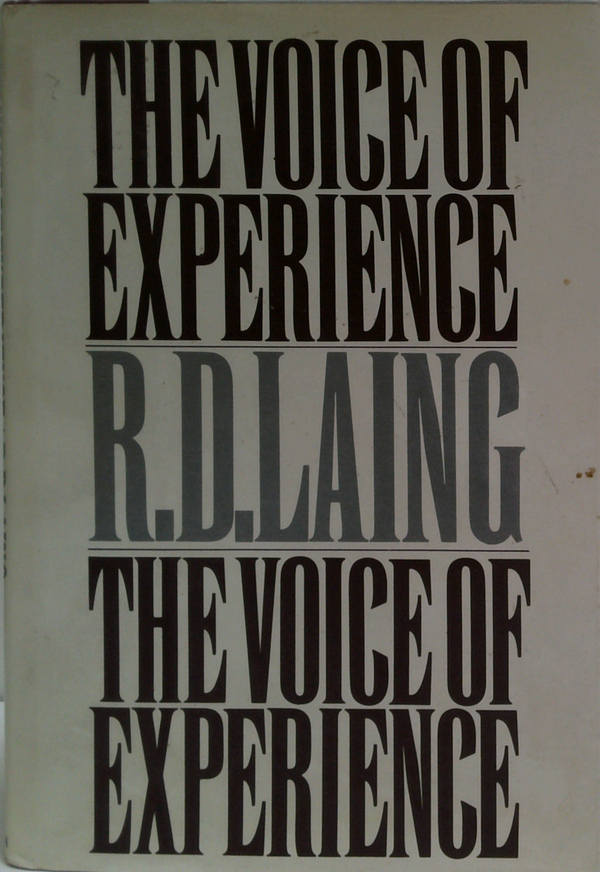 THE VOICE OF
EXPERIENCE
R.D.LAING
THE VOICE OF
EXPERIENCE